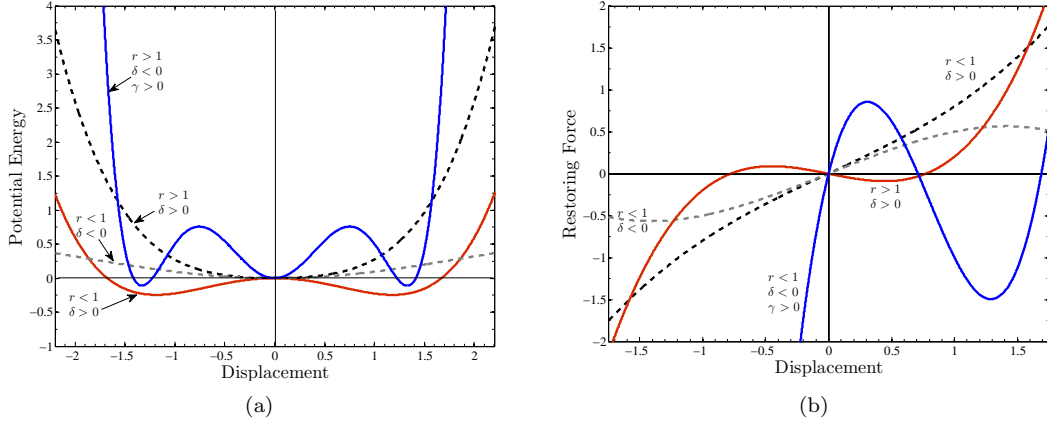 4
3.5
3
2.5
2
1.5
1
0.5
0
−0.5
−1
Potential Energy
r > 1
δ < 0
γ > 0
r > 1
δ > 0
r < 1
δ < 0
r < 1
δ > 0
−2
−1.5
−1
−0.5
0
0.5
1
1.5
2
Displacement
(a)
2
1.5
1
0.5
0
−0.5
−1
−1.5
−2
Restoring Force
r < 1
δ > 0
r > 1
δ > 0
r < 1
δ < 0
r < 1
δ < 0
γ > 0
−1.5
−1
−0.5
0
0.5
1
1.5
Displacement
(b)